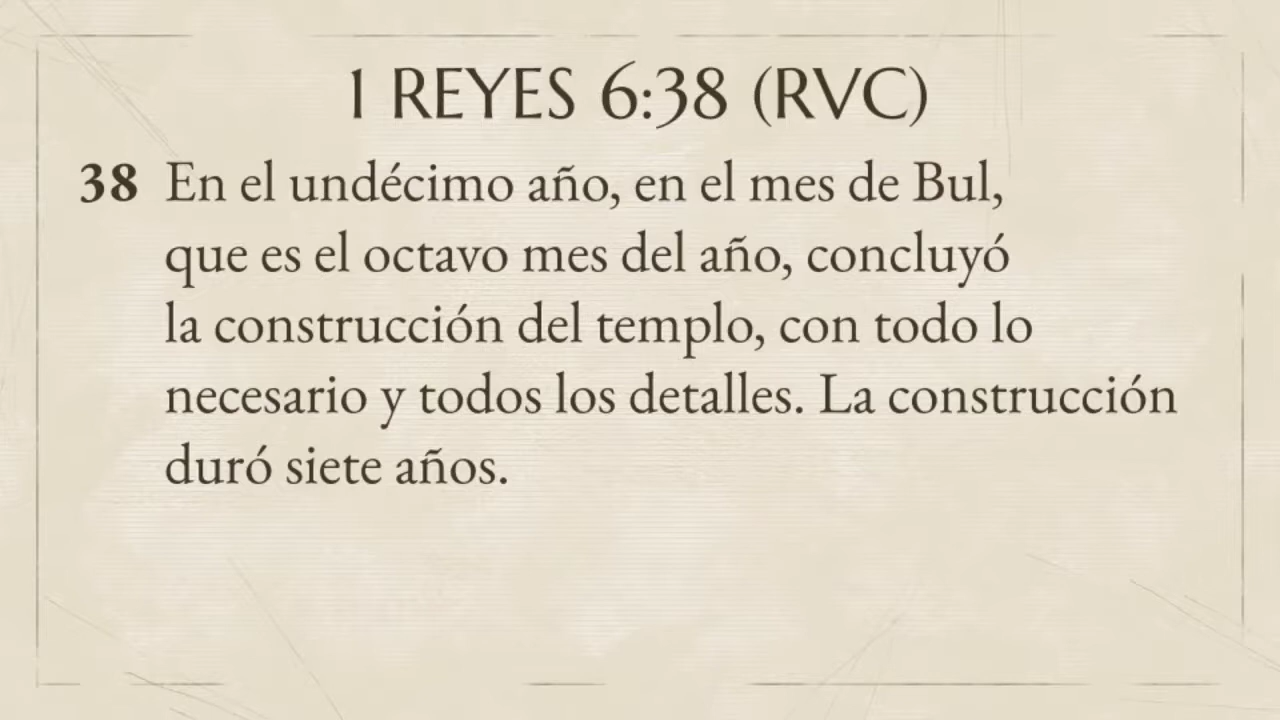 1 REYES 6:38 (RVC)
38 En el undécimo año, en el mes de Bul,
que es el octavo mes del año, concluyó
la construcción del templo, con todo lo
necesario y todos los detalles. La construcción
duró siete años.